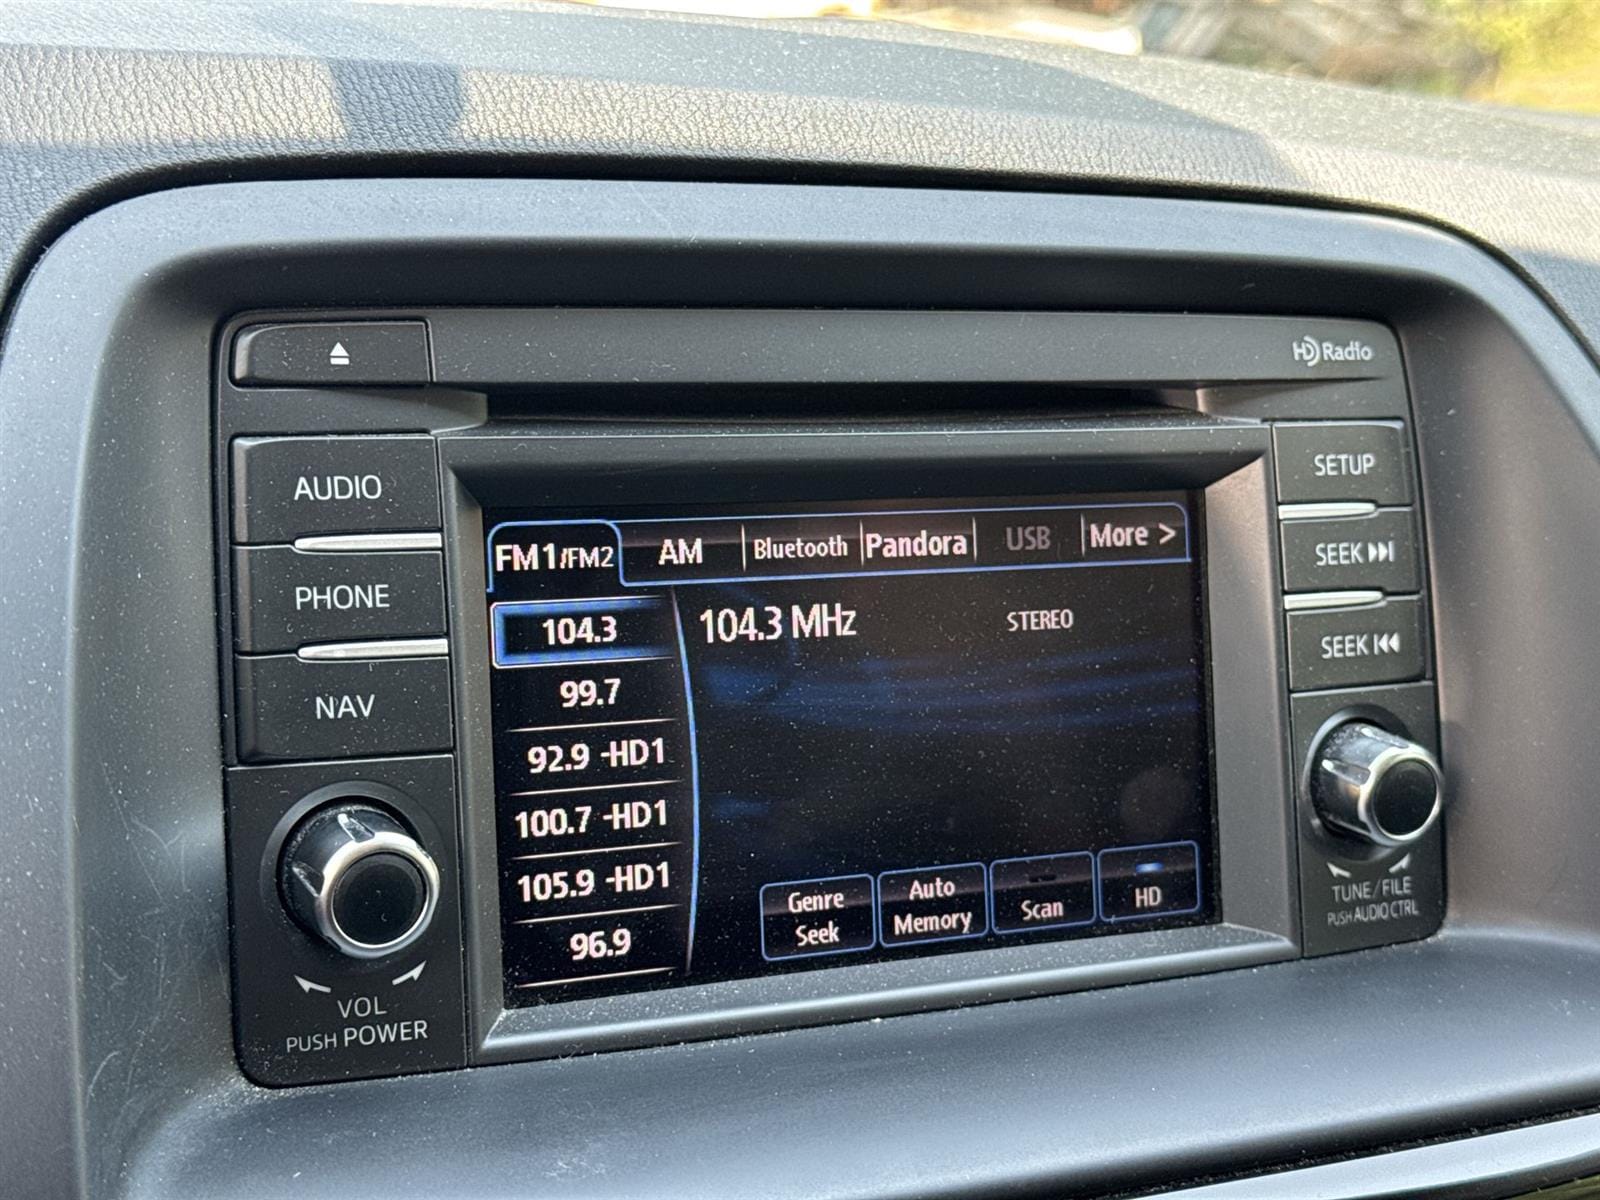 HD Radio
AUDIO
PHONE
NAV
VOL
PUSH POWER
FM1/FM2
AM
Bluetooth
Pandora
USB
More >
104.3
99.7
92.9 -HD1
100.7 -HD1
105.9 -HD1
96.9
104.3 MHz
STEREO
Genre
Seek
Auto
Memory
Scan
HD
SETUP
SEEK
SEEK
TUNE/FILE
PUSH AUDIO CTRL